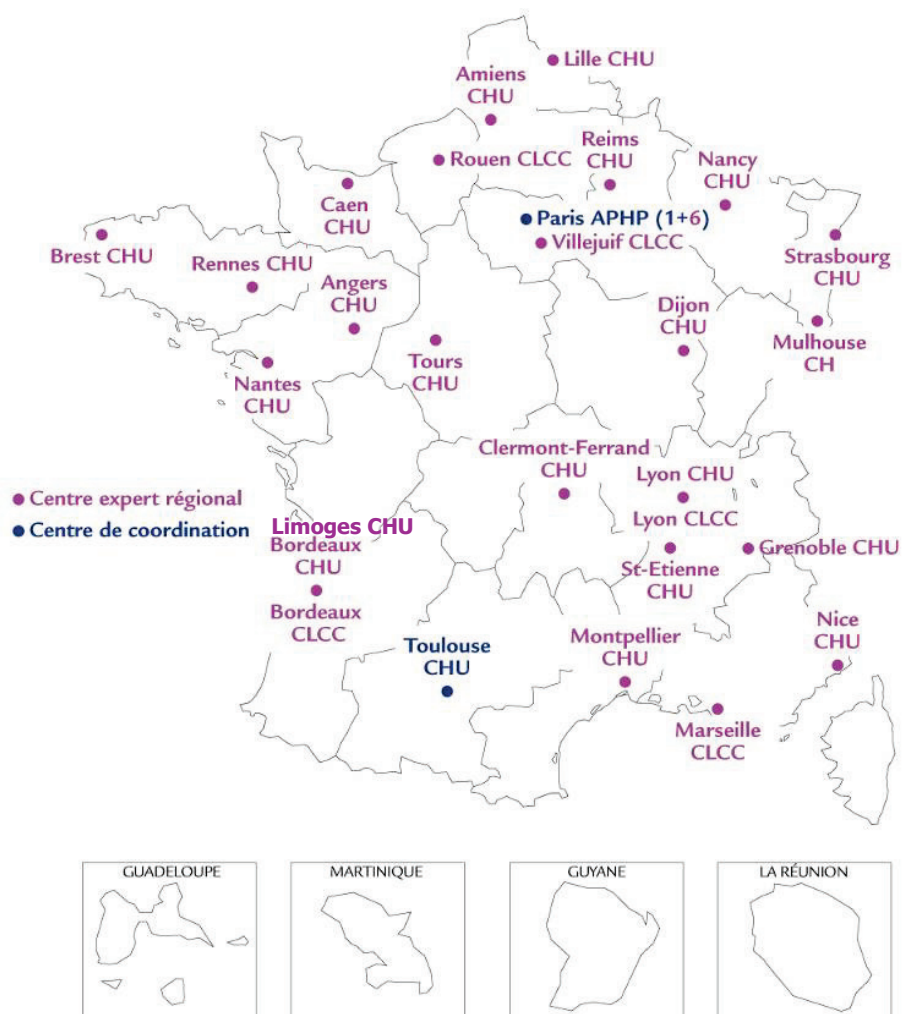 Lille CHU
Amiens
CHU
Reims
CHU
Rouen CLCC
Nancy
CHU
Caen
CHU
Paris APHP (1+6)
Villejuif CLCC
Brest CHU
Rennes CHU
Strasbourg
CHU
Angers
CHU
Dijon
CHU
Mulhouse
CH
Tours
CHU
Nantes
CHU
Clermont-Ferrand
CHU
Lyon CHU
Lyon CLCC
Centre expert régional
Centre de coordination
Limoges CHU
Bordeaux
CHU
Bordeaux
CLCC
Grenoble CHU
St-Etienne
CHU
Nice
CHU
Toulouse
CHU
Montpellier
CHU
Marseille
CLCC
GUADELOUPE
MARTINIQUE
GUYANE
LA RÉUNION